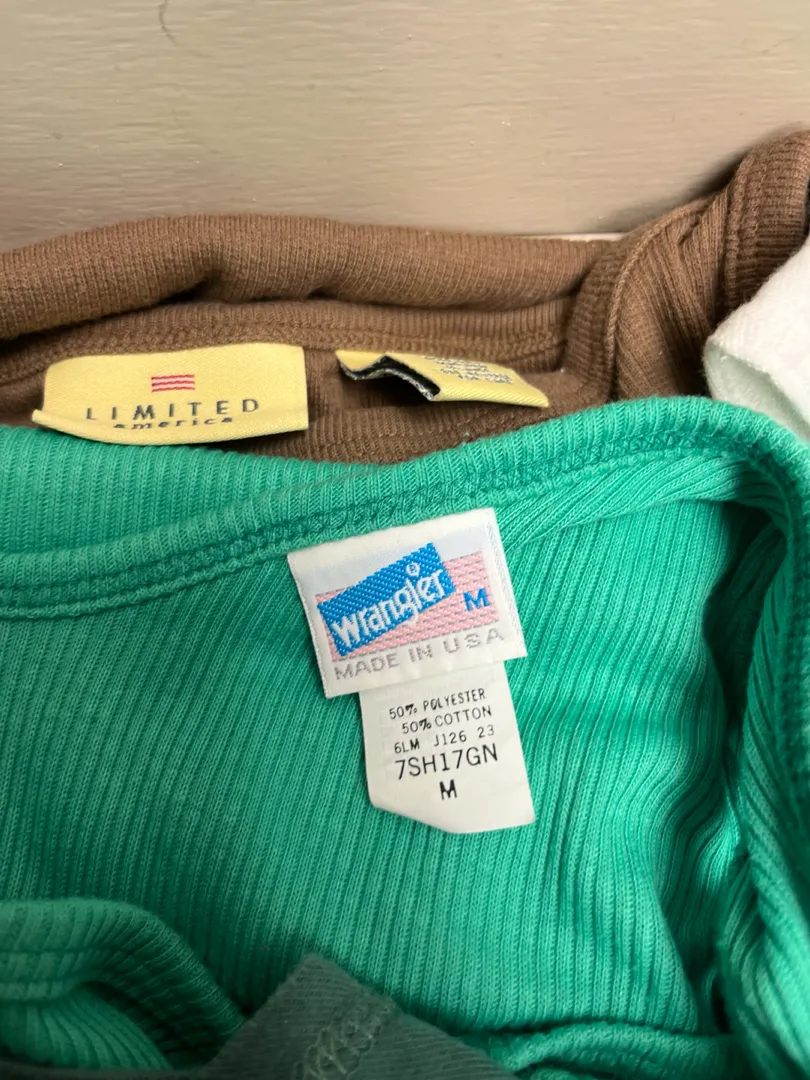 LIMITED
america
Wrangler®
M
MADE IN USA
50% POLYESTER
50% COTTON
6LM J126 23
7SH17GN
M